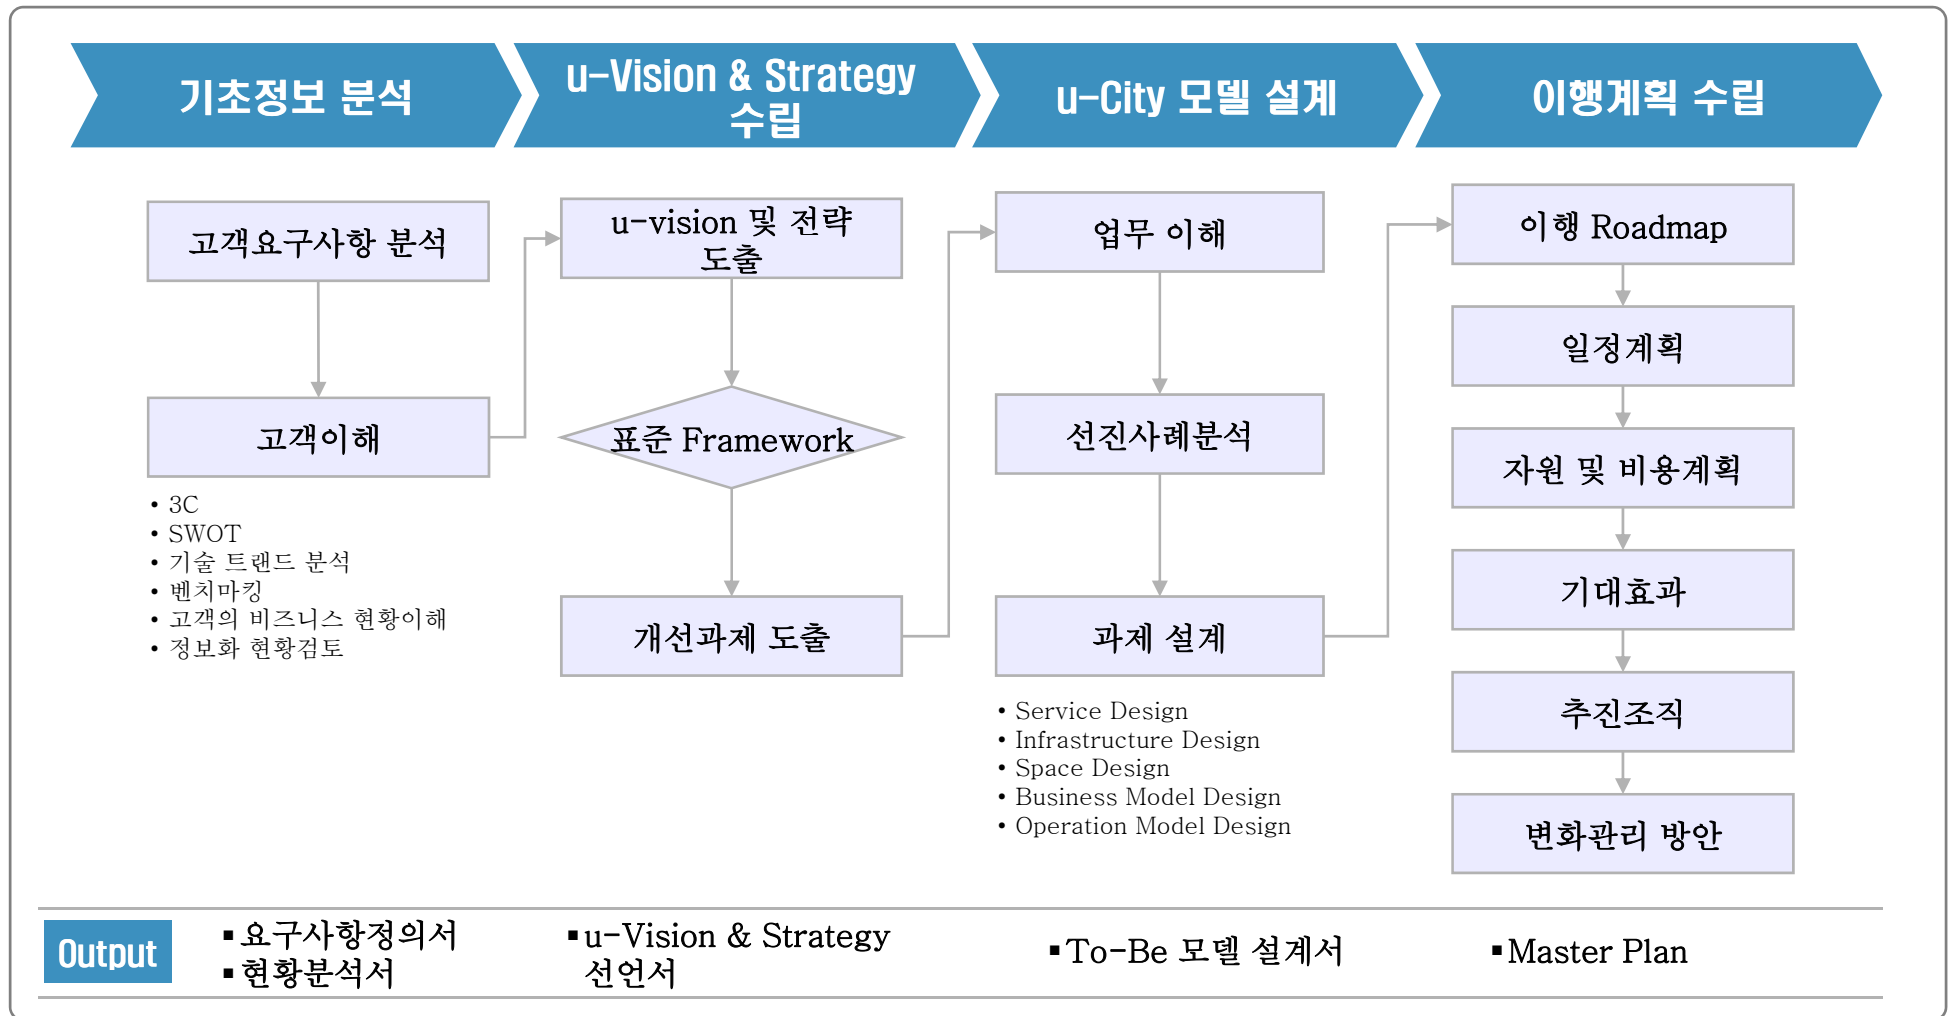 기초정보 분석
u-Vision & Strategy
수립
u-City 모델 설계
이행계획 수립
고객요구사항 분석
고객이해
• 3C
• SWOT
• 기술 트랜드 분석
• 벤치마킹
• 고객의 비즈니스 현황이해
• 정보화 현황검토
u-vision 및 전략
도출
표준 Framework
개선과제 도출
업무 이해
선진사례분석
과제 설계
• Service Design
• Infrastructure Design
• Space Design
• Business Model Design
• Operation Model Design
이행 Roadmap
일정계획
자원 및 비용계획
기대효과
추진조직
변화관리 방안
Output
▪요구사항정의서
▪현황분석서
▪u-Vision & Strategy
선언서
▪To-Be 모델 설계서
▪Master Plan